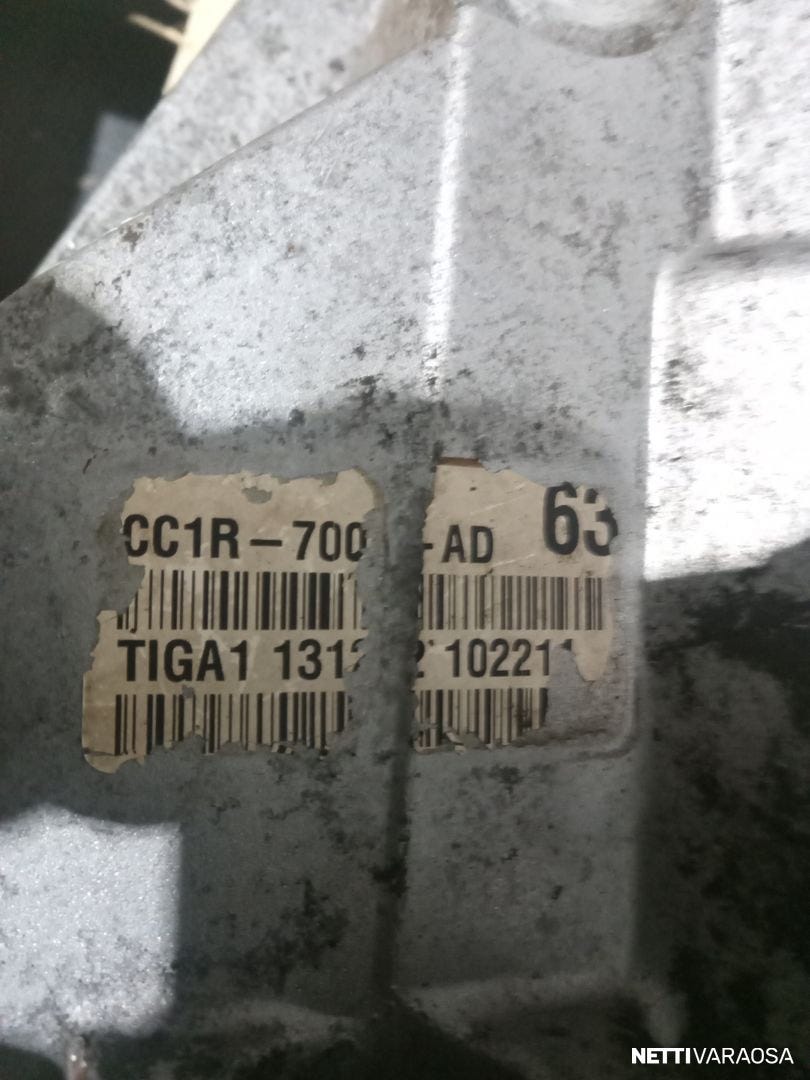 CC1R-700 -AD 63
TIGA1 131 102211
NETTIVARAOSA